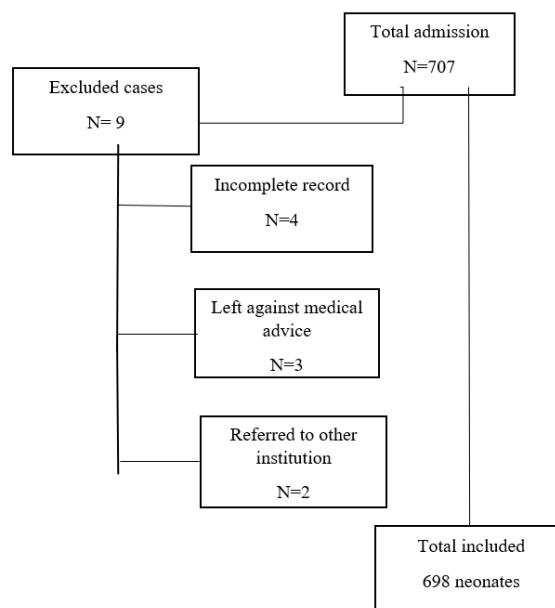 Total admission
N=707
Excluded cases
N= 9
Incomplete record
N=4
Left against medical
advice
N=3
Referred to other
institution
N=2
Total included
698 neonates